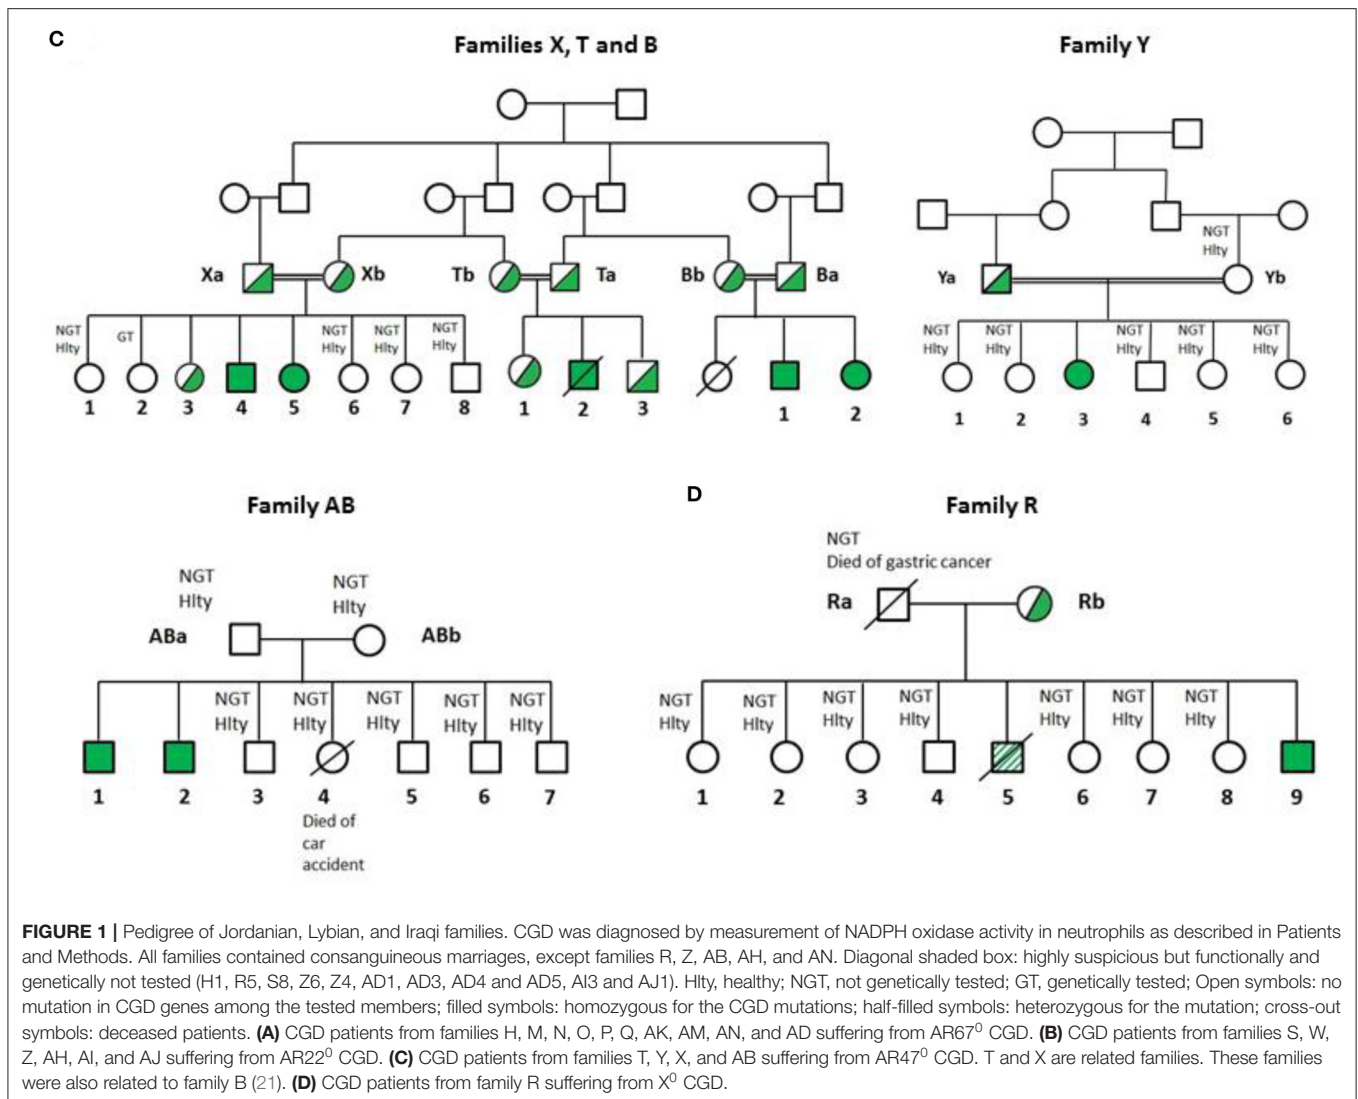 C
Families X, T and B
Family Y
Xa
Xb
Tb
Ta
Bb
Ba
NGT
Hlty
GT
NGT
Hlty
NGT
Hlty
NGT
Hlty
1 2 3 4 5 6 7 8
1 2 3
1 2
NGT
Hlty
Ya
Yb
NGT
Hlty
NGT
Hlty
NGT
Hlty
NGT
Hlty
NGT
Hlty
1 2 3 4 5 6
Family AB
NGT
Hlty
NGT
Hlty
ABa
ABb
NGT
Hlty
NGT
Hlty
NGT
Hlty
NGT
Hlty
NGT
Hlty
1 2 3 4 5 6 7
Died of
car
accident
D
Family R
NGT
Died of gastric cancer
Ra
Rb
NGT
Hlty
NGT
Hlty
NGT
Hlty
NGT
Hlty
NGT
Hlty
NGT
Hlty
NGT
Hlty
1 2 3 4 5 6 7 8 9
FIGURE 1 | Pedigree of Jordanian, Lybian, and Iraqi families. CGD was diagnosed by measurement of NADPH oxidase activity in neutrophils as described in Patients
and Methods. All families contained consanguineous marriages, except families R, Z, AB, AH, and AN. Diagonal shaded box: highly suspicious but functionally and
genetically not tested (H1, R5, S8, Z6, Z4, AD1, AD3, AD4 and AD5, AI3 and AJ1). Hlty, healthy; NGT, not genetically tested; GT, genetically tested; Open symbols: no
mutation in CGD genes among the tested members; filled symbols: homozygous for the CGD mutations; half-filled symbols: heterozygous for the mutation; cross-out
symbols: deceased patients. (A) CGD patients from families H, M, N, O, P, Q, AK, AM, AN, and AD suffering from AR67⁰ CGD. (B) CGD patients from families S, W,
Z, AH, AI, and AJ suffering from AR22⁰ CGD. (C) CGD patients from families T, Y, X, and AB suffering from AR47⁰ CGD. T and X are related families. These families
were also related to family B (21). (D) CGD patients from family R suffering from X⁰ CGD.